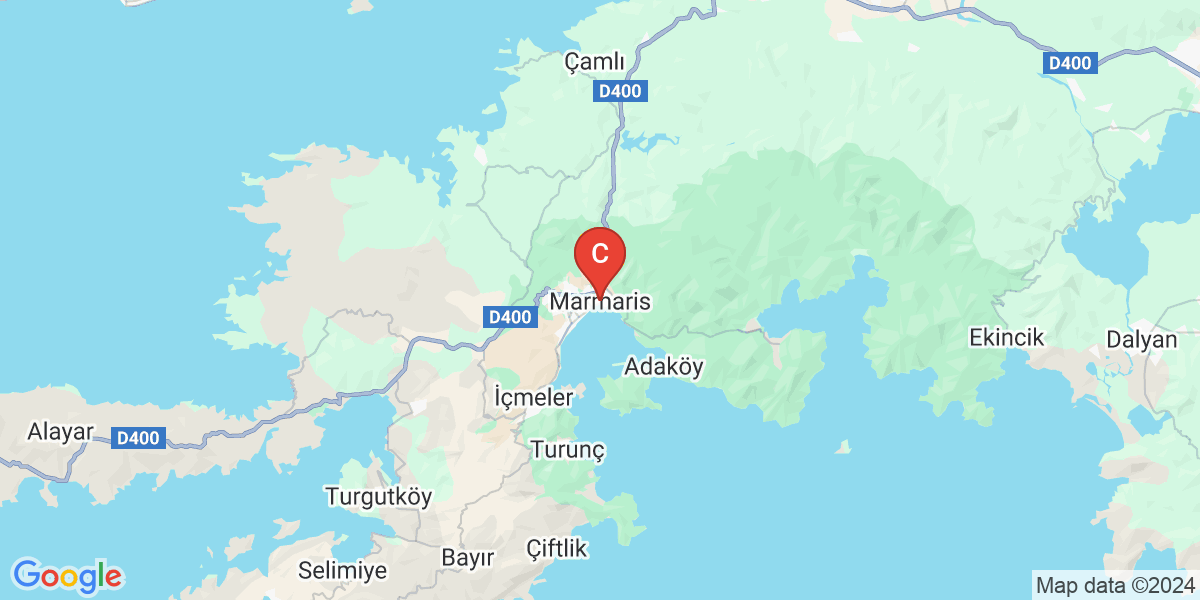 Çamlı
D400
D400
C
Marmaris
D400
Ekincik
Dalyan
Adaköy
İçmeler
Alayar
D400
Turunç
Turgutköy
Çiftlik
Bayır
Selimiye
Google
Map data ©2024